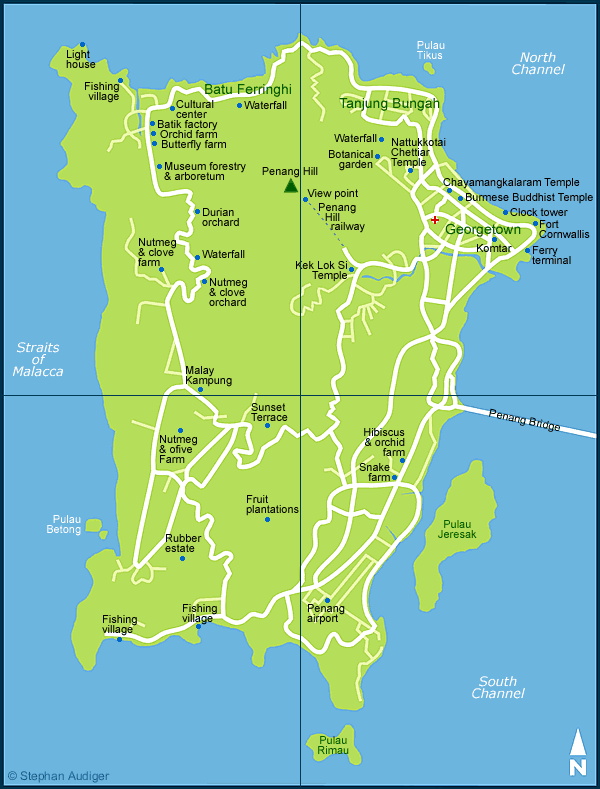 Light
house
Pulau
Tikus
North
Channel
Fishing
village
Batu Ferringhi
Cultural
center
Waterfall
Tanjung Bungah
Batik factory
Orchid farm
Butterfly farm
Waterfall
Nattukkotai
Chettiar
Temple
Botanical
garden
Museum forestry
& arboretum
Penang Hill
Chayamangkalaram Temple
View point
Burmese Buddhist Temple
Penang
Hill
railway
Durian
orchard
Clock tower
Fort
Cornwallis
Georgetown
Nutmeg
& clove
farm
Waterfall
Komtar
Ferry
terminal
Kek Lok Si
Temple
Nutmeg
& clove
orchard
Straits
of
Malacca
Malay
Kampung
Sunset
Terrace
Penang Bridge
Nutmeg
& ofive
Farm
Hibiscus
& orchid
farm
Snake
farm
Fruit
plantations
Pulau
Betong
Pulau
Jeresak
Rubber
estate
Fishing
village
Fishing
village
Penang
airport
South
Channel
Pulau
Rimau
N
© Stephan Audiger